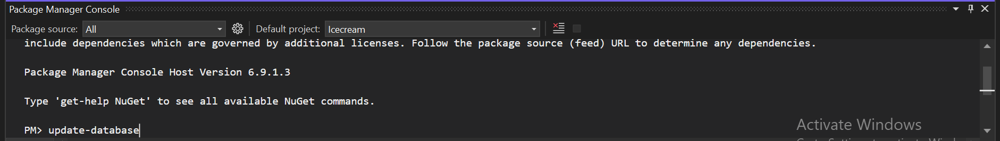 Package Manager Console
Package source: All Default project: Icecream
include dependencies which are governed by additional licenses. Follow the package source (feed) URL to determine any dependencies.
Package Manager Console Host Version 6.9.1.3
Type 'get-help NuGet' to see all available NuGet commands.
PM> update-database
Activate Windows